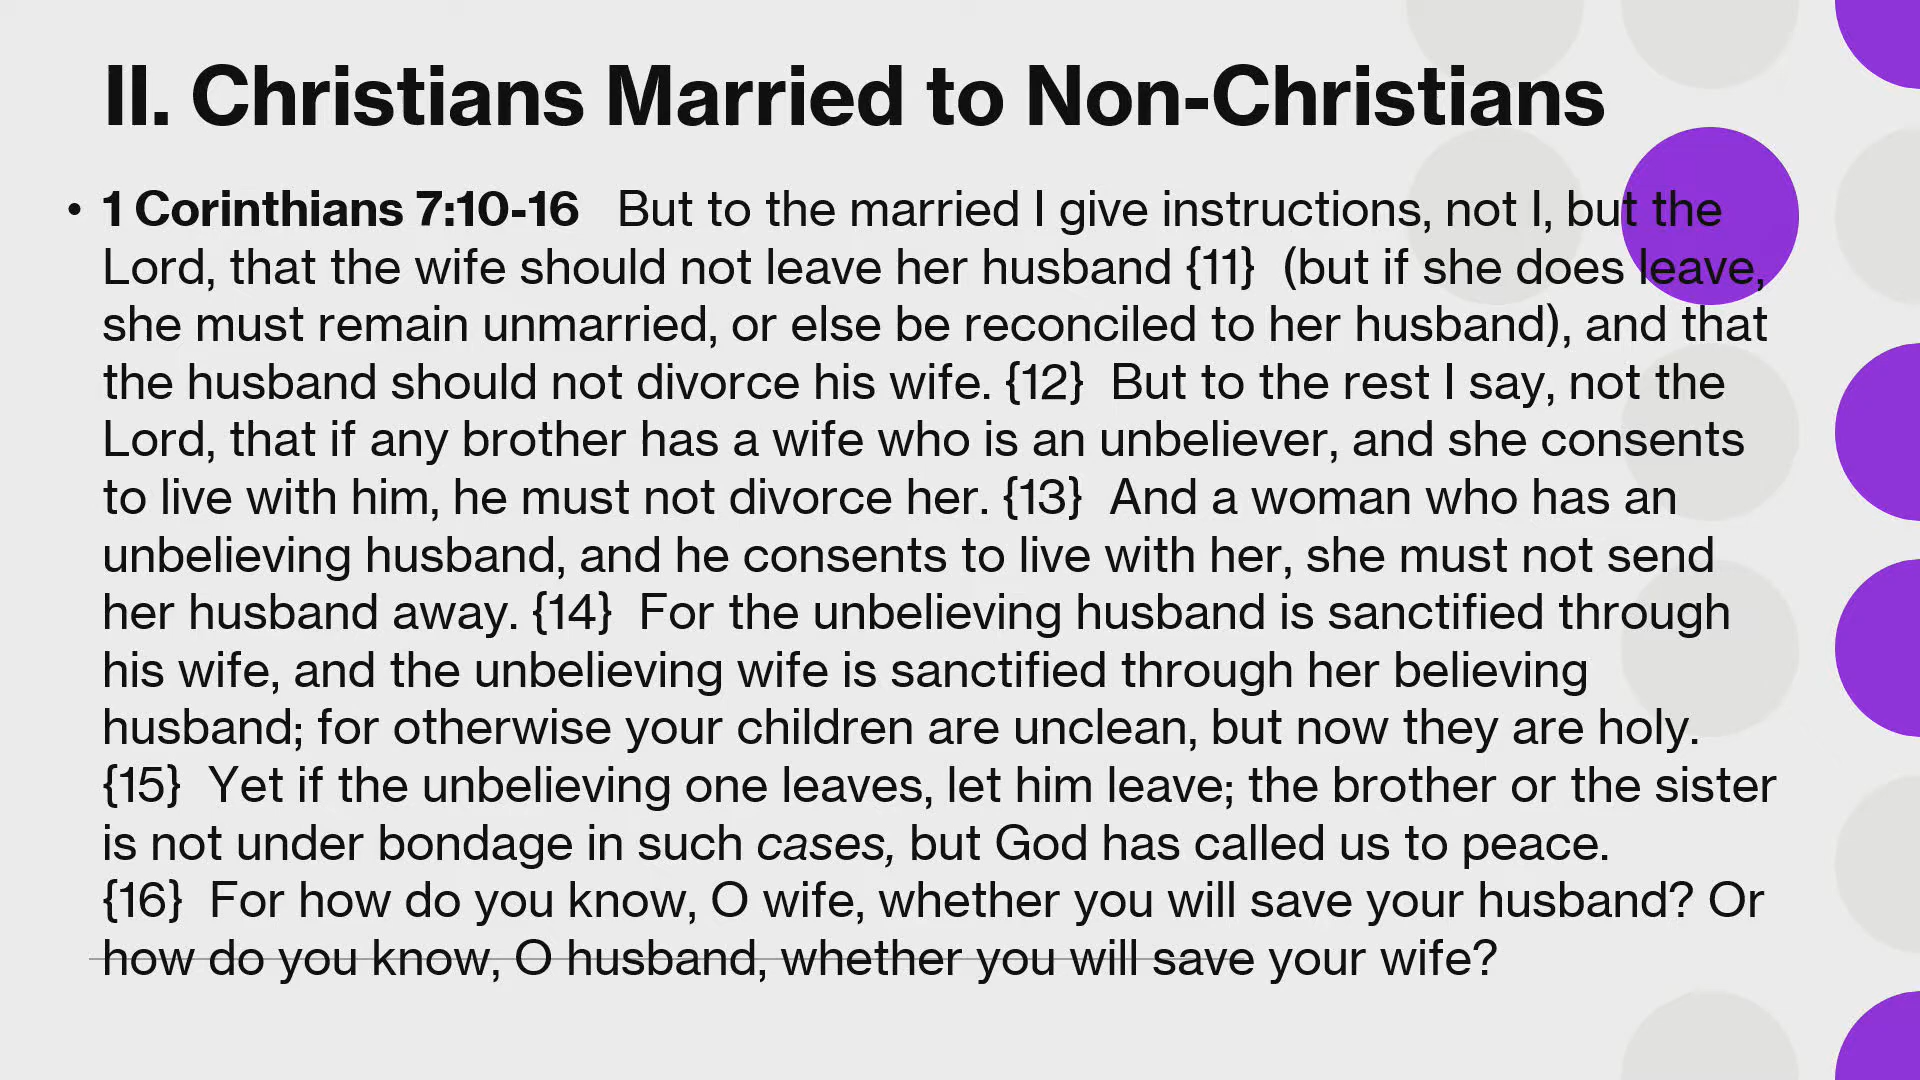 II. Christians Married to Non-Christians
• 1 Corinthians 7:10-16 But to the married I give instructions, not I, but the
Lord, that the wife should not leave her husband {11} (but if she does leave,
she must remain unmarried, or else be reconciled to her husband), and that
the husband should not divorce his wife. {12} But to the rest I say, not the
Lord, that if any brother has a wife who is an unbeliever, and she consents
to live with him, he must not divorce her. {13} And a woman who has an
unbelieving husband, and he consents to live with her, she must not send
her husband away. {14} For the unbelieving husband is sanctified through
his wife, and the unbelieving wife is sanctified through her believing
husband; for otherwise your children are unclean, but now they are holy.
{15} Yet if the unbelieving one leaves, let him leave; the brother or the sister
is not under bondage in such cases, but God has called us to peace.
{16} For how do you know, O wife, whether you will save your husband? Or
how do you know, O husband, whether you will save your wife?